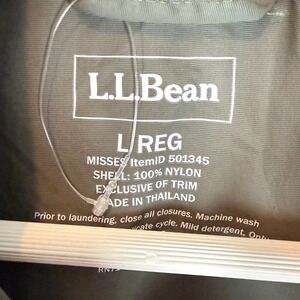 L.L.Bean
L REG
MISSES ItemID 501345
SHELL: 100% NYLON
EXCLUSIVE OF TRIM
MADE IN THAILAND
Prior to laundering, close all closures. Machine wash
cycle. Mild detergent. Only